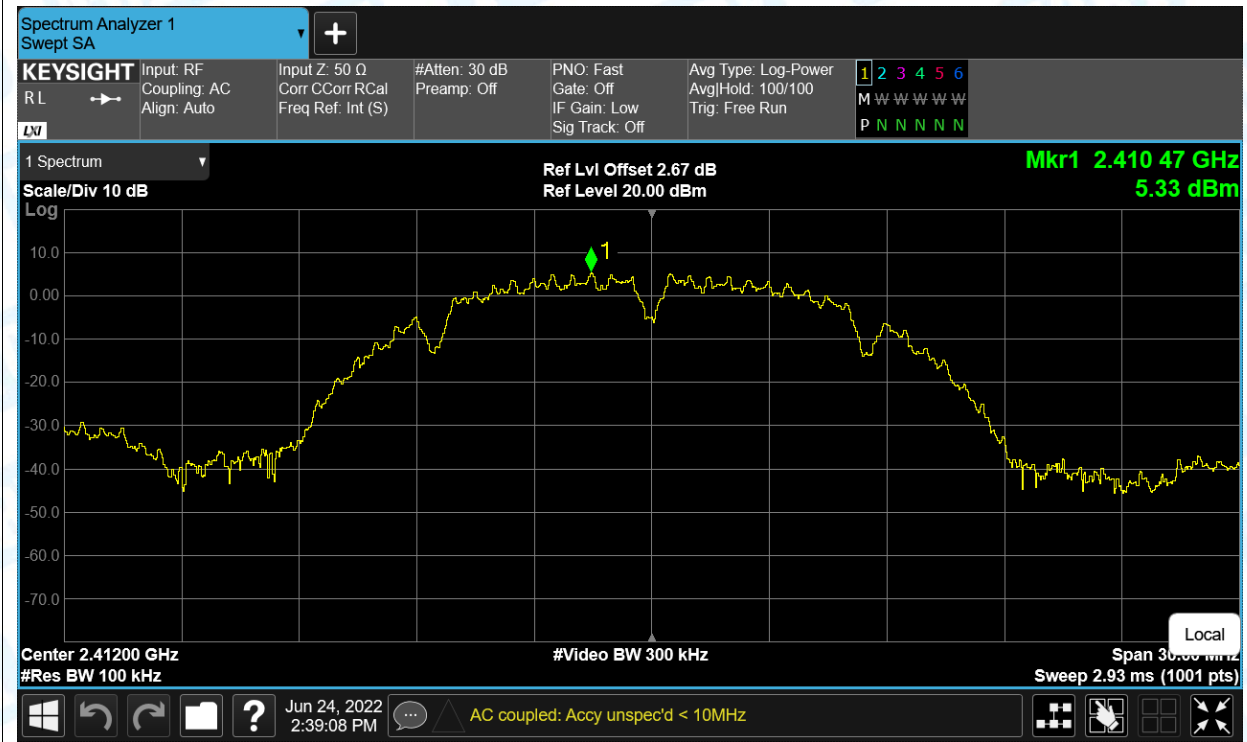 Spectrum Analyzer 1
Swept SA
KEYSIGHT
R L
LXI
Input: RF
Coupling: AC
Align: Auto
Input Z: 50 Ω
Corr CCorr RCal
Freq Ref: Int (S)
#Atten: 30 dB
Preamp: Off
PNO: Fast
Gate: Off
IF Gain: Low
Sig Track: Off
Avg Type: Log-Power
Avg|Hold: 100/100
Trig: Free Run
1 2 3 4 5 6
M W W W W W
P N N N N N
1 Spectrum
Scale/Div 10 dB
Log
Ref Lvl Offset 2.67 dB
Ref Level 20.00 dBm
Mkr1 2.410 47 GHz
5.33 dBm
1
10.0
0.00
-10.0
-20.0
-30.0
-40.0
-50.0
-60.0
-70.0
Local
Center 2.41200 GHz
#Video BW 300 kHz
Span 30.00 MHz
#Res BW 100 kHz
Sweep 2.93 ms (1001 pts)
?
Jun 24, 2022
2:39:08 PM
AC coupled: Accy unspec'd < 10MHz